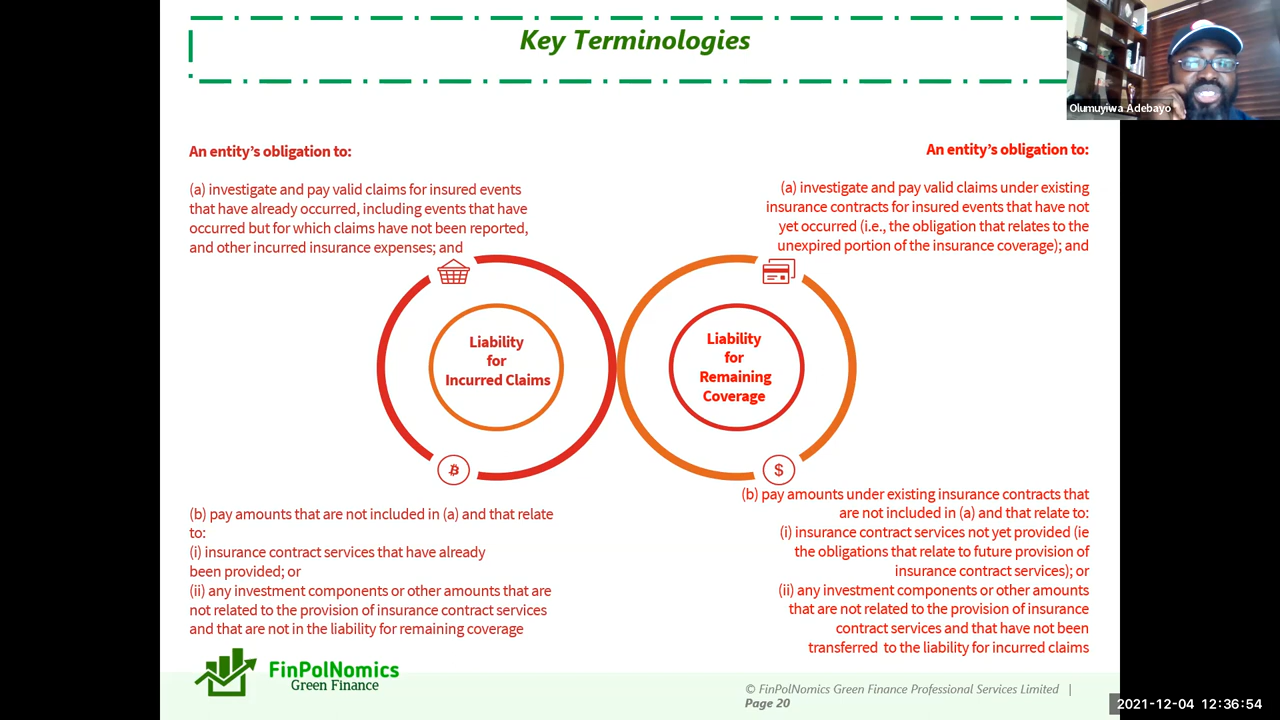 Key Terminologies
Olumuyiwa Adebayo
An entity's obligation to:
(a) investigate and pay valid claims for insured events
that have already occurred, including events that have
occurred but for which claims have not been reported,
and other incurred insurance expenses; and
An entity's obligation to:
(a) investigate and pay valid claims under existing
insurance contracts for insured events that have not
yet occurred (i.e., the obligation that relates to the
unexpired portion of the insurance coverage); and
Liability
for
Incurred Claims
Liability
for
Remaining
Coverage
$
(b) pay amounts that are not included in (a) and that relate
to:
(i) insurance contract services that have already
been provided; or
(ii) any investment components or other amounts that are
not related to the provision of insurance contract services
and that are not in the liability for remaining coverage
(b) pay amounts under existing insurance contracts that
are not included in (a) and that relate to:
(i) insurance contract services not yet provided (ie
the obligations that relate to future provision of
insurance contract services); or
(ii) any investment components or other amounts
that are not related to the provision of insurance
contract services and that have not been
transferred to the liability for incurred claims
FinPolNomics
Green Finance
© FinPolNomics Green Finance Professional Services Limited |
Page 20
2021-12-04 12:36:54